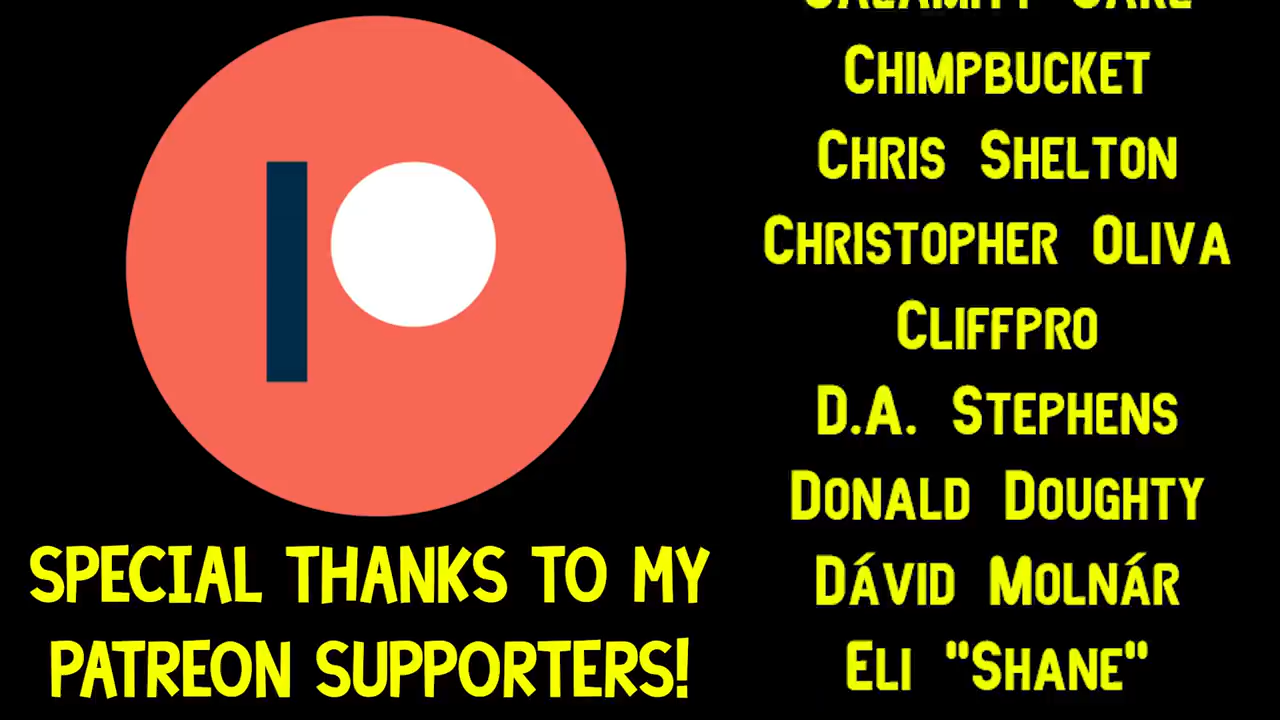 Chimpbucket
Chris Shelton
Christopher Oliva
Cliffpro
D.A. Stephens
Donald Doughty
Dávid Molnár
Eli "Shane"
SPECIAL THANKS TO MY
PATREON SUPPORTERS!